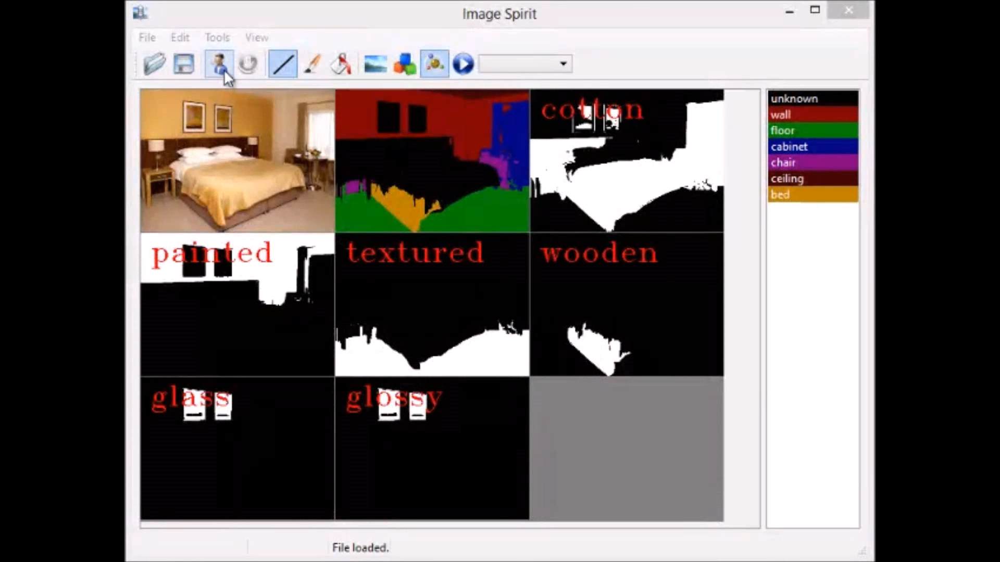 Image Spirit
File Edit Tools View
cotton
painted
textured
wooden
glass
glossy
unknown
wall
floor
cabinet
chair
ceiling
bed
File loaded.